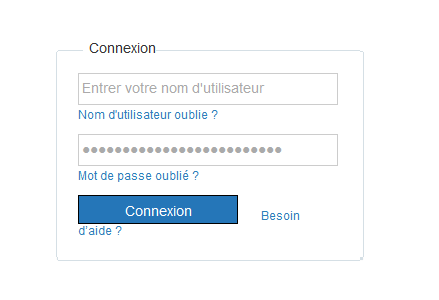 Connexion
Entrer votre nom d'utilisateur
Nom d'utilisateur oublie ?
●●●●●●●●●●●●●●●●●●●●●●●●●
Mot de passe oublié ?
Connexion Besoin
d'aide ?